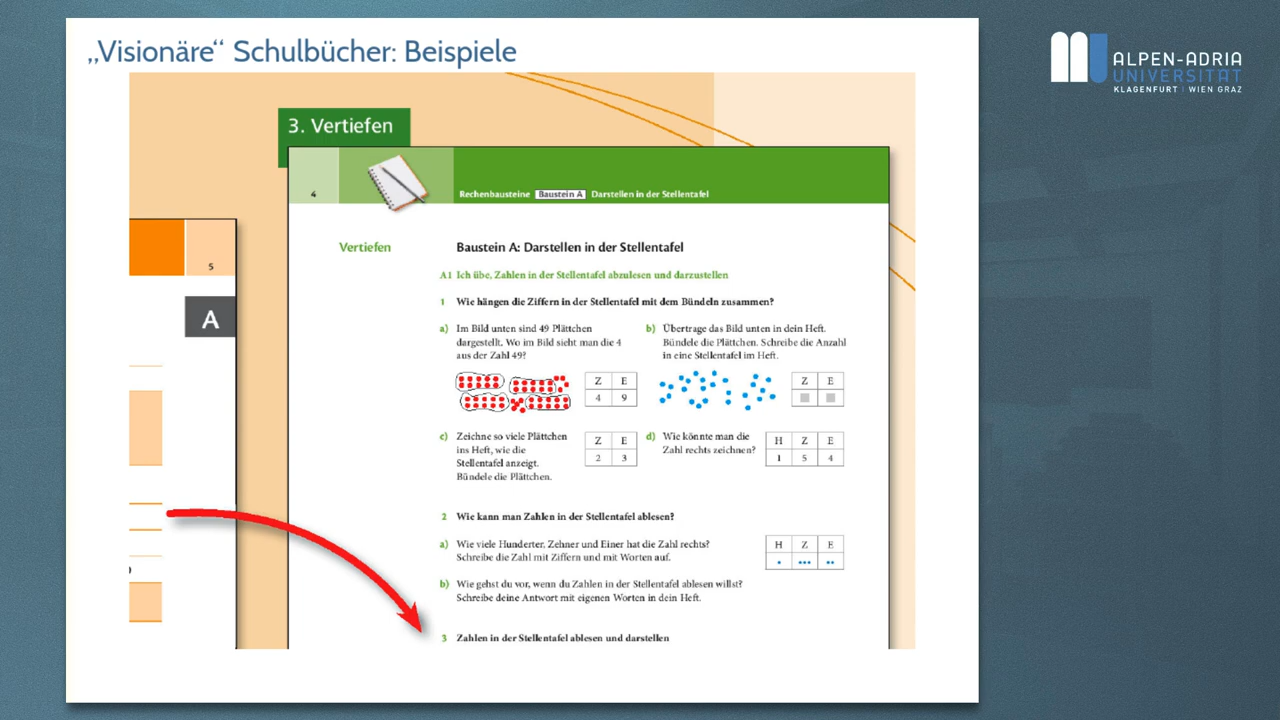 „Visionäre“ Schulbücher: Beispiele
ALPEN-ADRIA
UNIVERSITÄT
KLAGENFURT | WIEN GRAZ
3. Vertiefen
4
Rechenbausteine Baustein A Darstellen in der Stellentafel
5
A
Vertiefen
Baustein A: Darstellen in der Stellentafel
A1 Ich übe, Zahlen in der Stellentafel abzulesen und darzustellen
1 Wie hängen die Ziffern in der Stellentafel mit dem Bündeln zusammen?
a) Im Bild unten sind 49 Plättchen
dargestellt. Wo im Bild sieht man die 4
aus der Zahl 49?
Z E
4 9
b) Übertrage das Bild unten in dein Heft.
Bündele die Plättchen. Schreibe die Anzahl
in eine Stellentafel im Heft.
Z E
c) Zeichne so viele Plättchen
ins Heft, wie die
Stellentafel anzeigt.
Bündele die Plättchen.
Z E
2 3
d) Wie könnte man die
Zahl rechts zeichnen?
H Z E
1 5 4
2 Wie kann man Zahlen in der Stellentafel ablesen?
a) Wie viele Hunderter, Zehner und Einer hat die Zahl rechts?
Schreibe die Zahl mit Ziffern und mit Worten auf.
H Z E
b) Wie gehst du vor, wenn du Zahlen in der Stellentafel ablesen willst?
Schreibe deine Antwort mit eigenen Worten in dein Heft.
3 Zahlen in der Stellentafel ablesen und darstellen